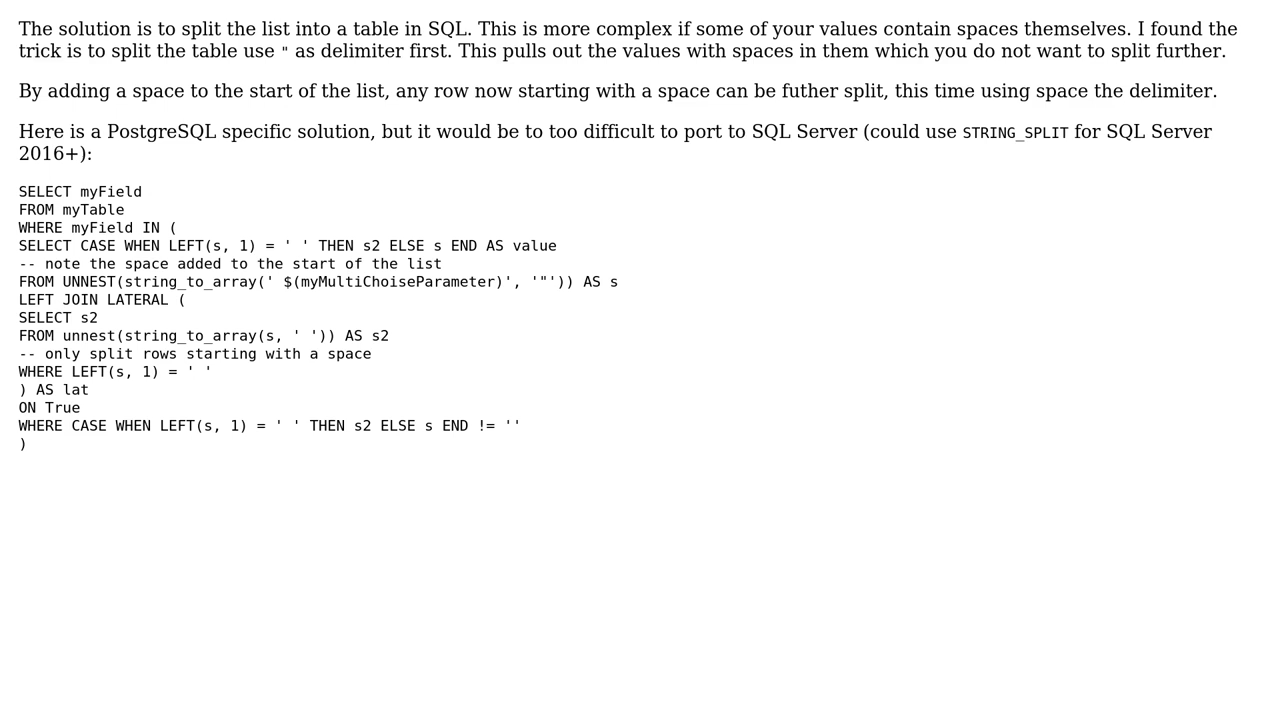 The solution is to split the list into a table in SQL. This is more complex if some of your values contain spaces themselves. I found the
trick is to split the table use " as delimiter first. This pulls out the values with spaces in them which you do not want to split further.
By adding a space to the start of the list, any row now starting with a space can be futher split, this time using space the delimiter.
Here is a PostgreSQL specific solution, but it would be to too difficult to port to SQL Server (could use STRING_SPLIT for SQL Server
2016+):
SELECT myField
FROM myTable
WHERE myField IN (
SELECT CASE WHEN LEFT(s, 1) = ' ' THEN s2 ELSE s END AS value
-- note the space added to the start of the list
FROM UNNEST(string_to_array(' $(myMultiChoiseParameter)', '"')) AS s
LEFT JOIN LATERAL (
SELECT s2
FROM unnest(string_to_array(s, ' ')) AS s2
-- only split rows starting with a space
WHERE LEFT(s, 1) = ' '
) AS lat
ON True
WHERE CASE WHEN LEFT(s, 1) = ' ' THEN s2 ELSE s END != ''
)